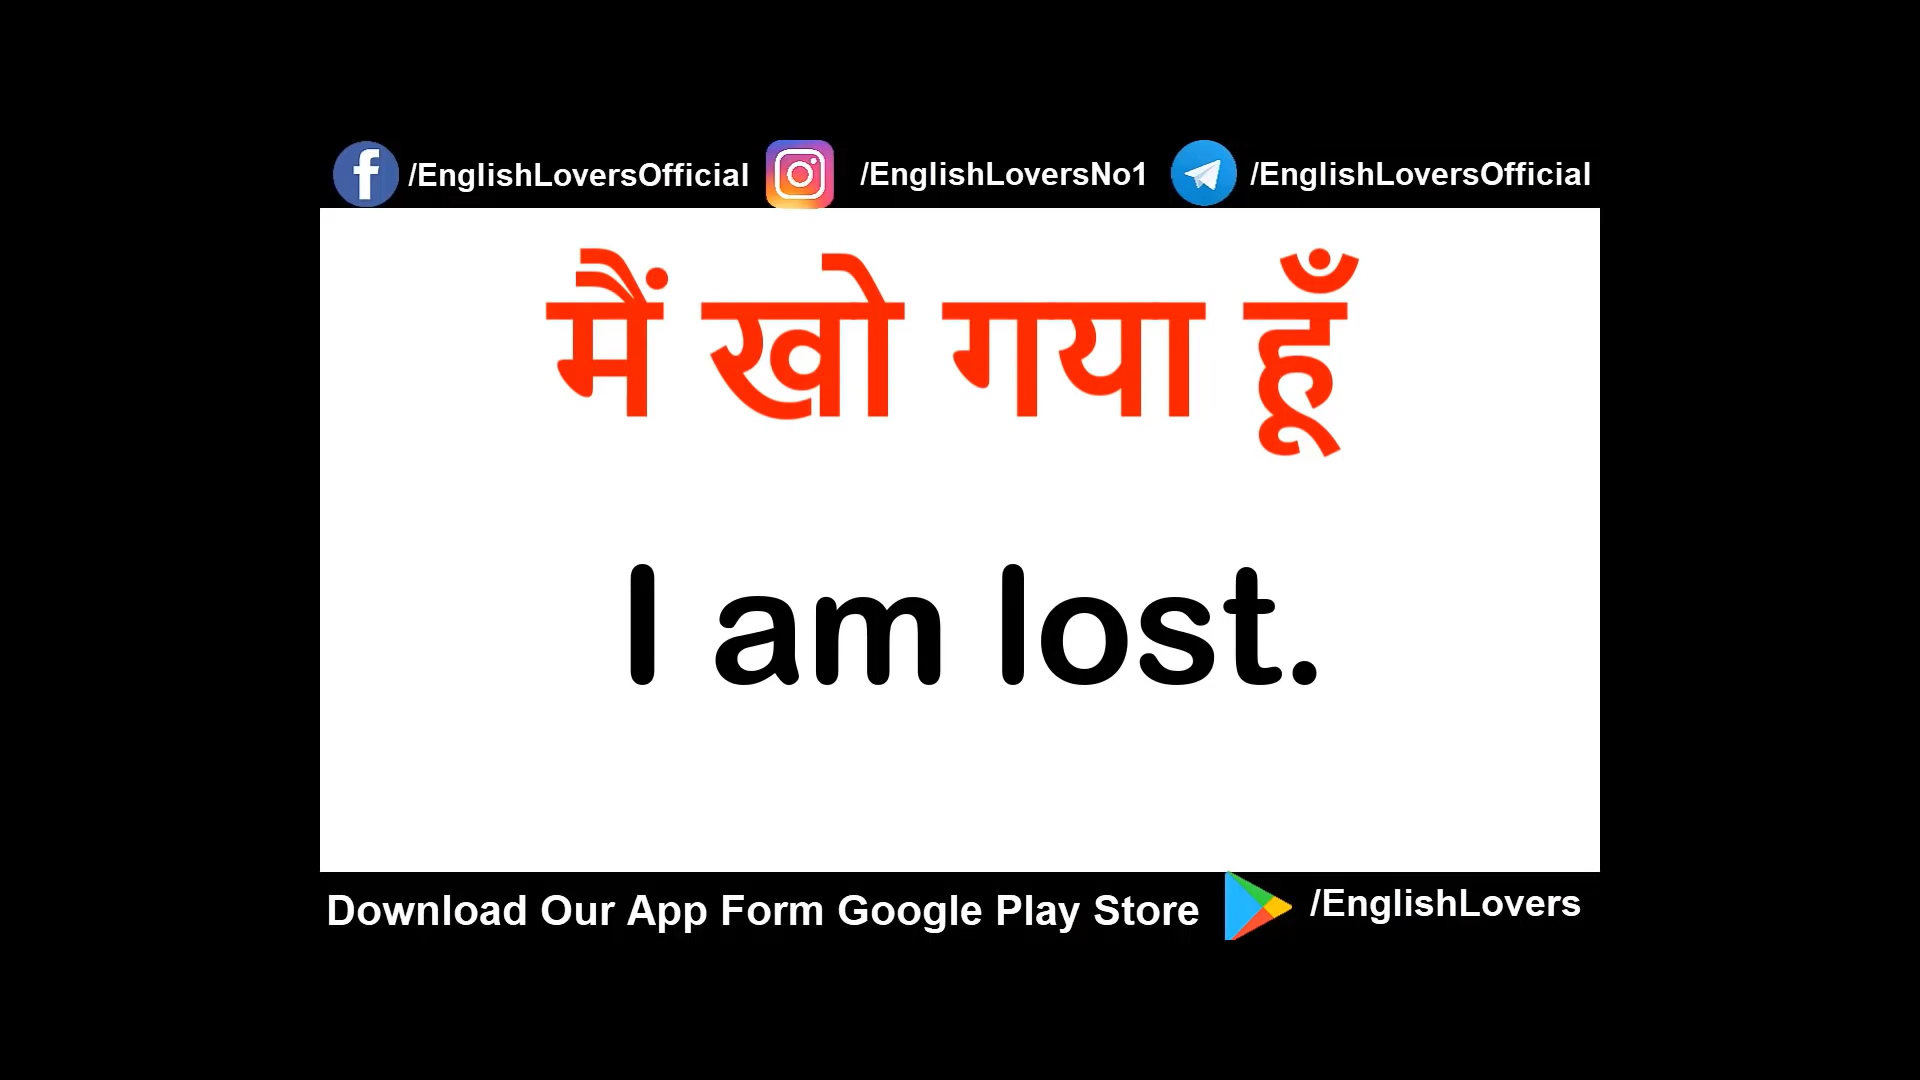 /EnglishLoversOfficial /EnglishLoversNo1 /EnglishLoversOfficial
मैं खो गया हूँ
I am lost.
Download Our App Form Google Play Store /EnglishLovers